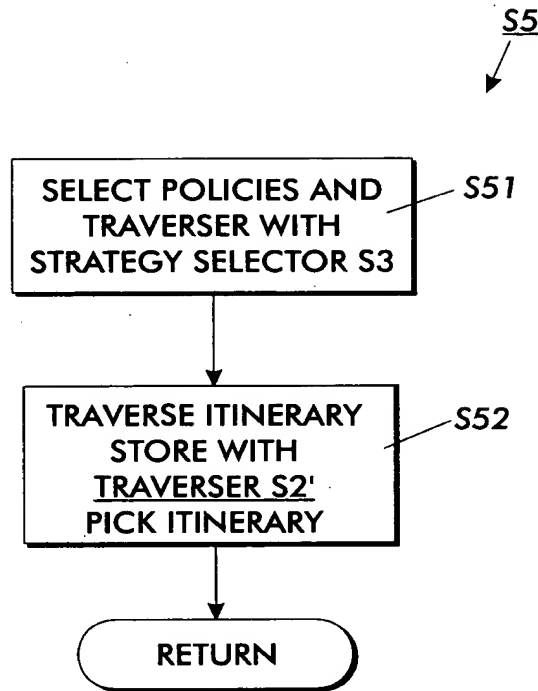 S5
SELECT POLICIES AND
TRAVERSER WITH
STRATEGY SELECTOR S3
S51
TRAVERSE ITINERARY
STORE WITH
TRAVERSER S2'
PICK ITINERARY
S52
RETURN